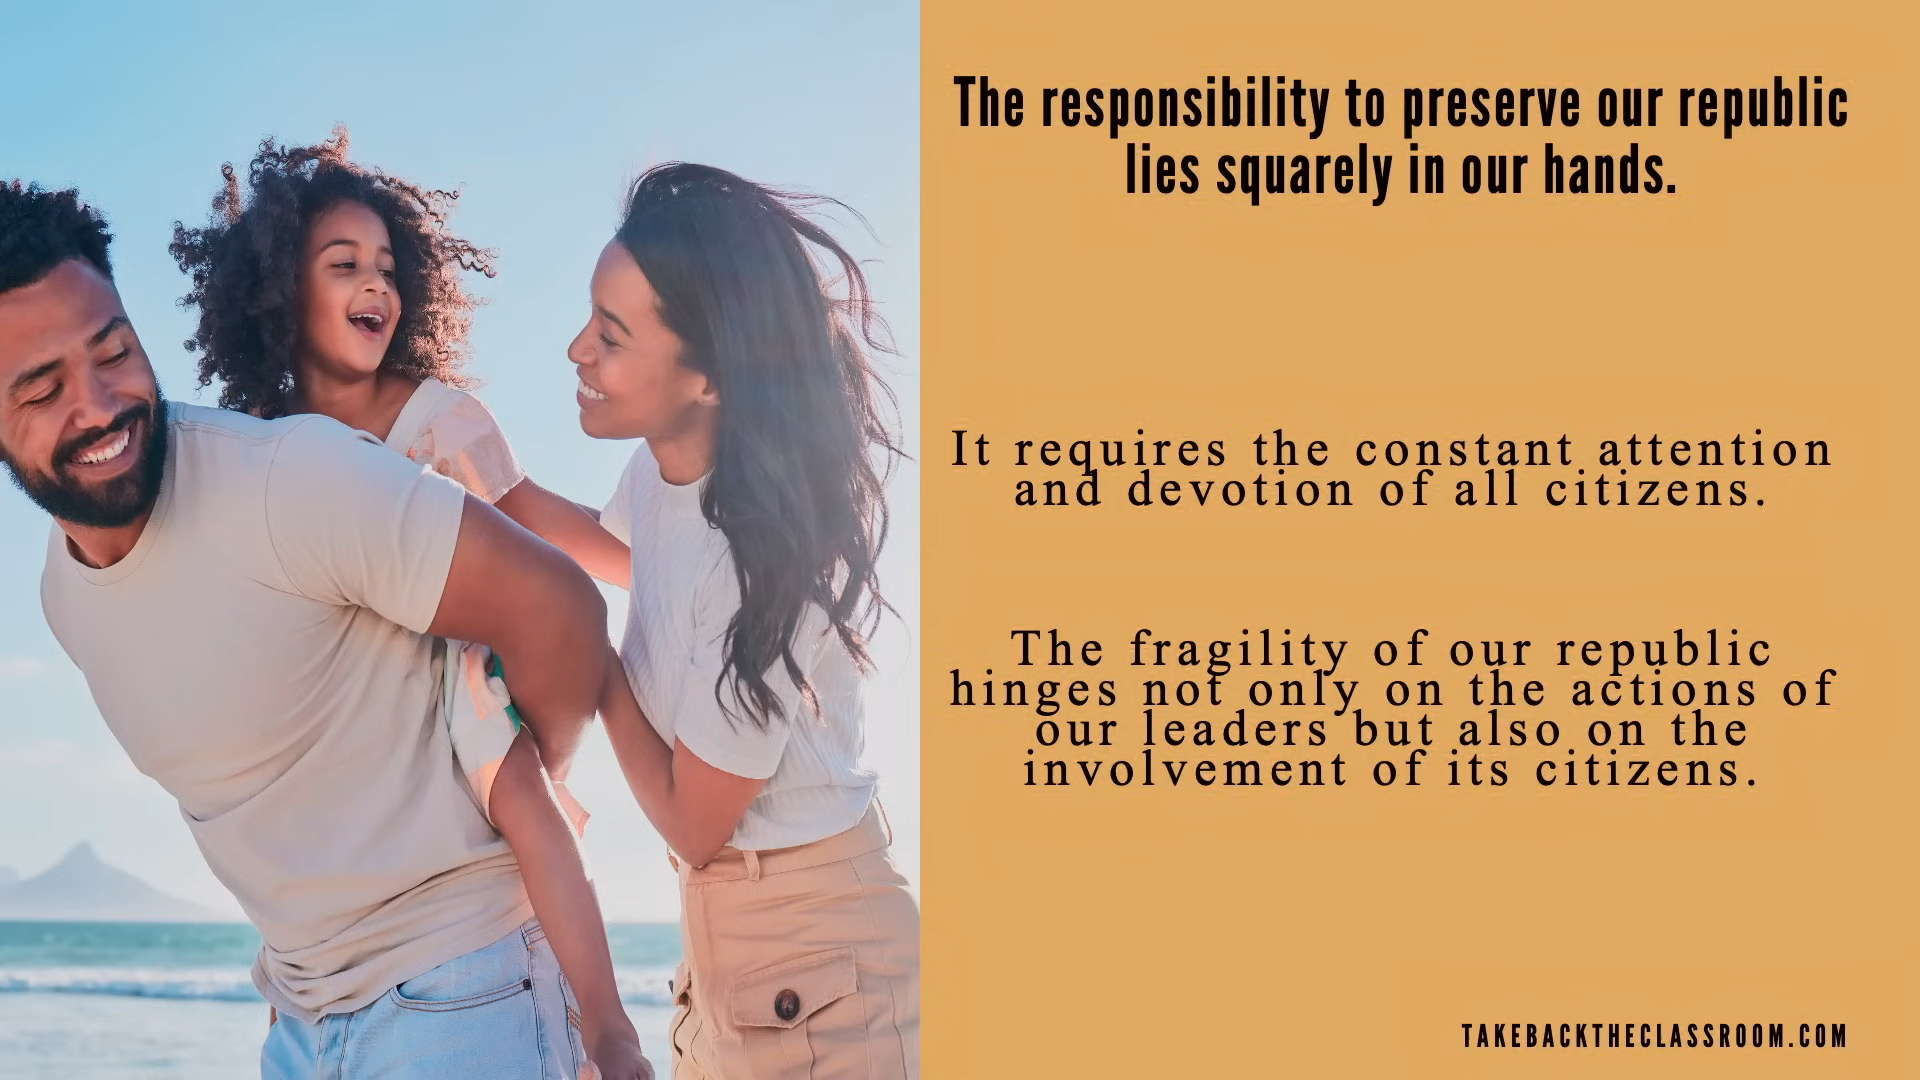 The responsibility to preserve our republic
lies squarely in our hands.
It requires the constant attention
and devotion of all citizens.
The fragility of our republic
hinges not only on the actions of
our leaders but also on the
involvement of its citizens.
TAKEBACKTHECLASSROOM.COM